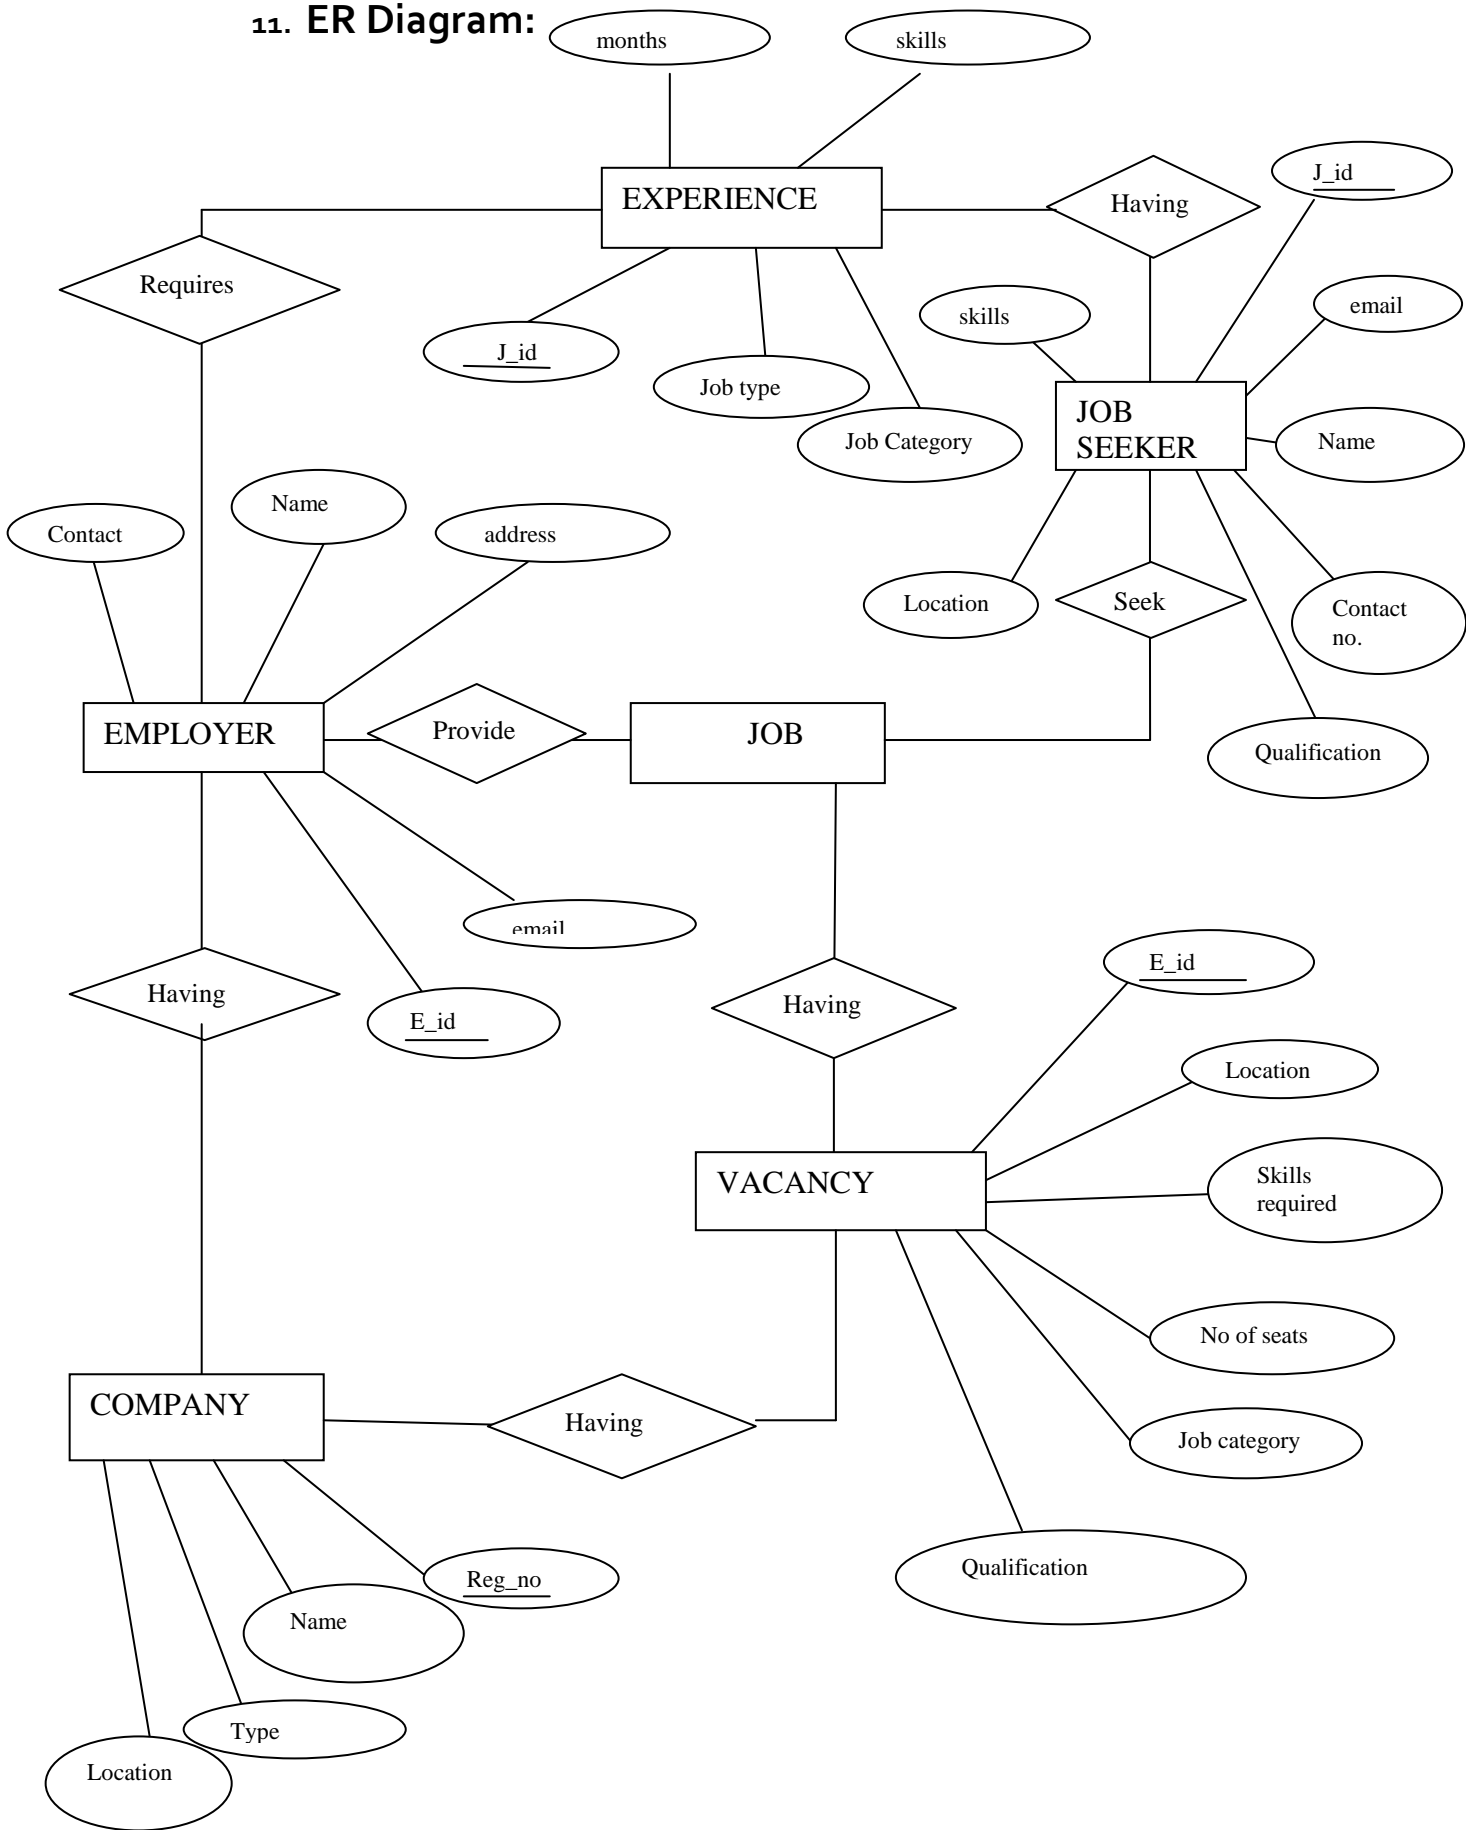 11. ER Diagram:
months
skills
J_id
EXPERIENCE
Having
Requires
skills
email
J_id
Job type
Job Category
JOB
SEEKER
Name
Contact
Name
address
Location
Seek
Contact
no.
EMPLOYER
Provide
JOB
Qualification
email
E_id
Having
E_id
Having
Location
VACANCY
Skills
required
No of seats
COMPANY
Having
Job category
Reg_no
Qualification
Name
Type
Location